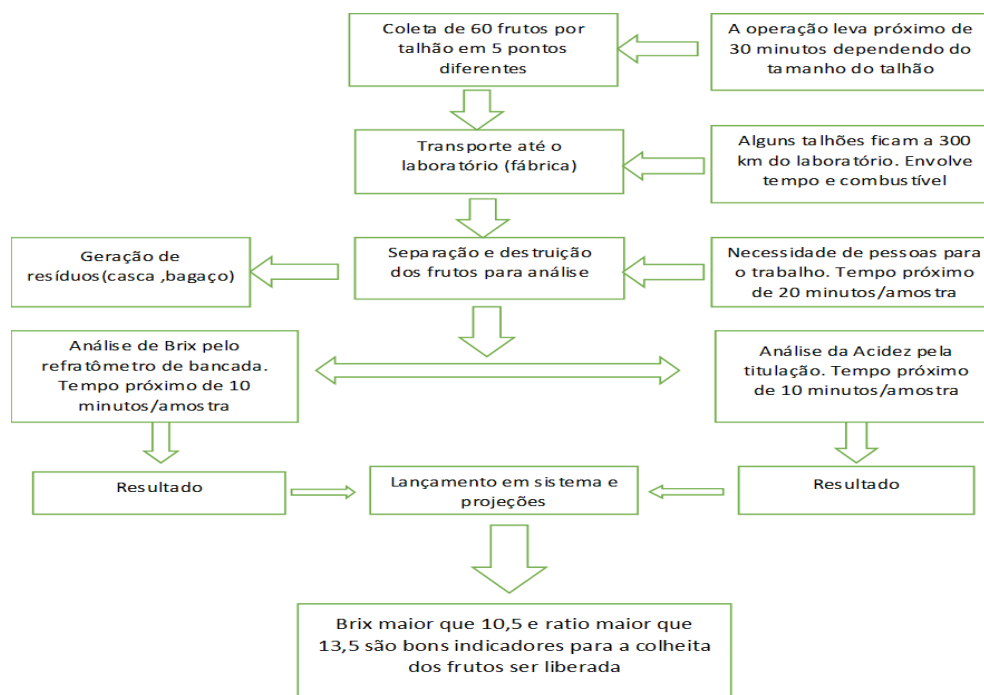 Coleta de 60 frutos por
talhão em 5 pontos
diferentes
A operação leva próximo de
30 minutos dependendo do
tamanho do talhão
Transporte até o
laboratório (fábrica)
Alguns talhões ficam a 300
km do laboratório. Envolve
tempo e combustível
Geração de
resíduos(casca ,bagaço)
Separação e destruição
dos frutos para análise
Necessidade de pessoas para
o trabalho. Tempo próximo
de 20 minutos/amostra
Análise de Brix pelo
refratômetro de bancada.
Tempo próximo de 10
minutos/amostra
Análise da Acidez pela
titulação. Tempo próximo
de 10 minutos/amostra
Resultado
Lançamento em sistema e
projeções
Resultado
Brix maior que 10,5 e ratio maior que
13,5 são bons indicadores para a colheita
dos frutos ser liberada